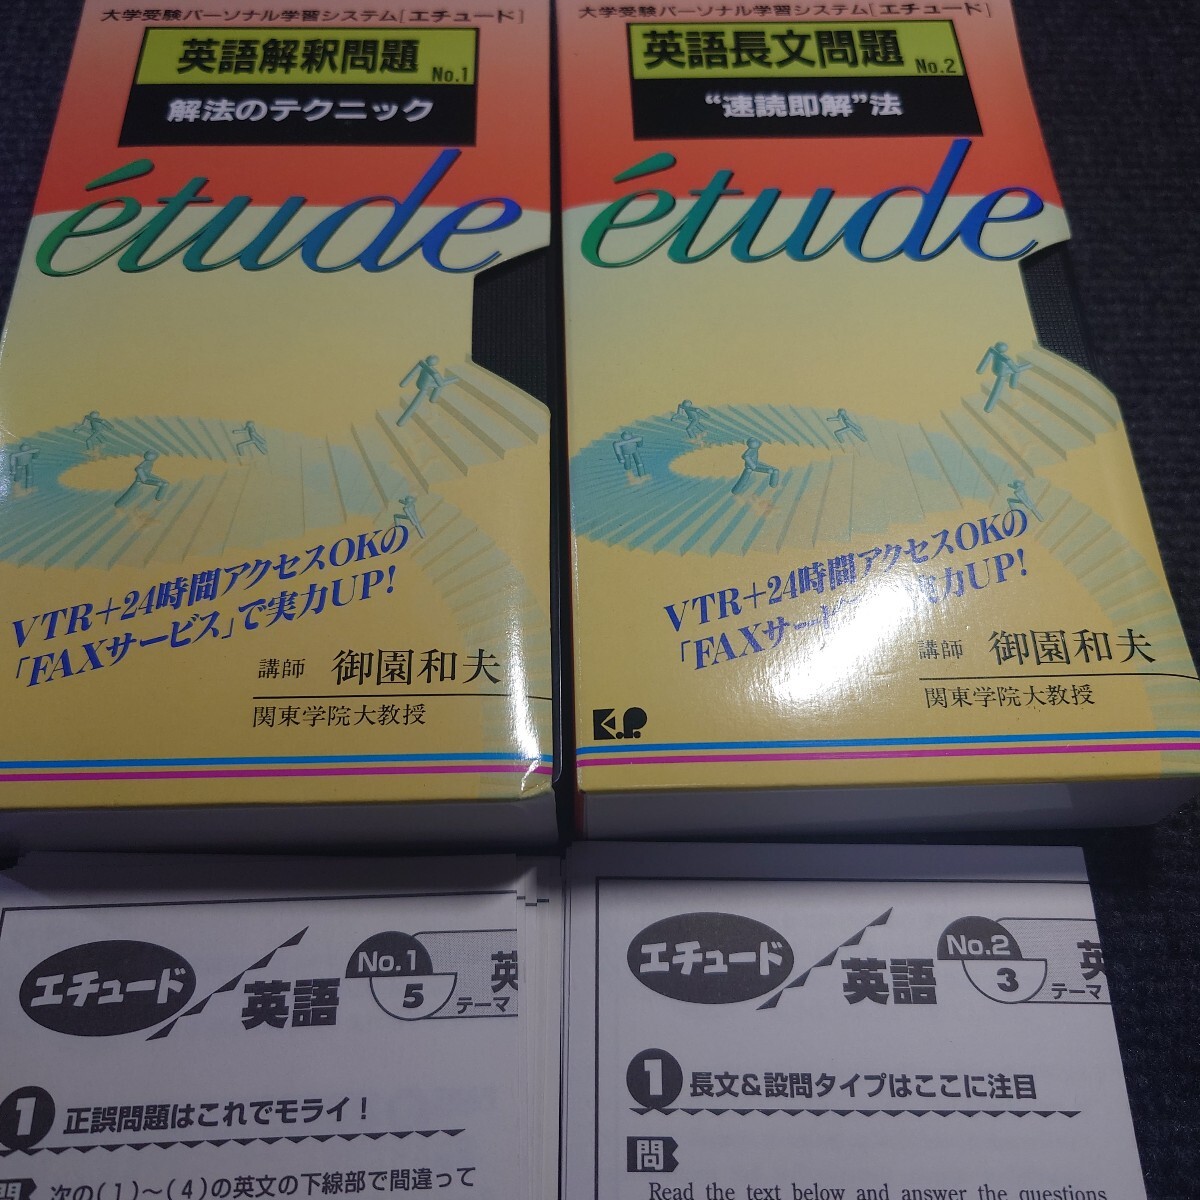 大学受験パーソナル学習システム[エチュード]
英語解釈問題 No.1
解法のテクニック
étude
VTR+24時間アクセスOKの
「FAXサービス」で実力UP!
講師 御園和夫
関東学院大教授
大学受験パーソナル学習システム[エチュード]
英語長文問題 No.2
“速読即解”法
étude
VTR+24時間アクセスOKの
「FAXサービス」で実力UP!
講師 御園和夫
関東学院大教授
K.P.
エチュード 英語 No.1 5 テーマ 英
1 正誤問題はこれでモライ!
問 次の(1)~(4)の英文の下線部で間違って
エチュード 英語 No.2 3 テーマ 英
1 長文&設問タイプはここに注目
問
Read the text below and answer the questions